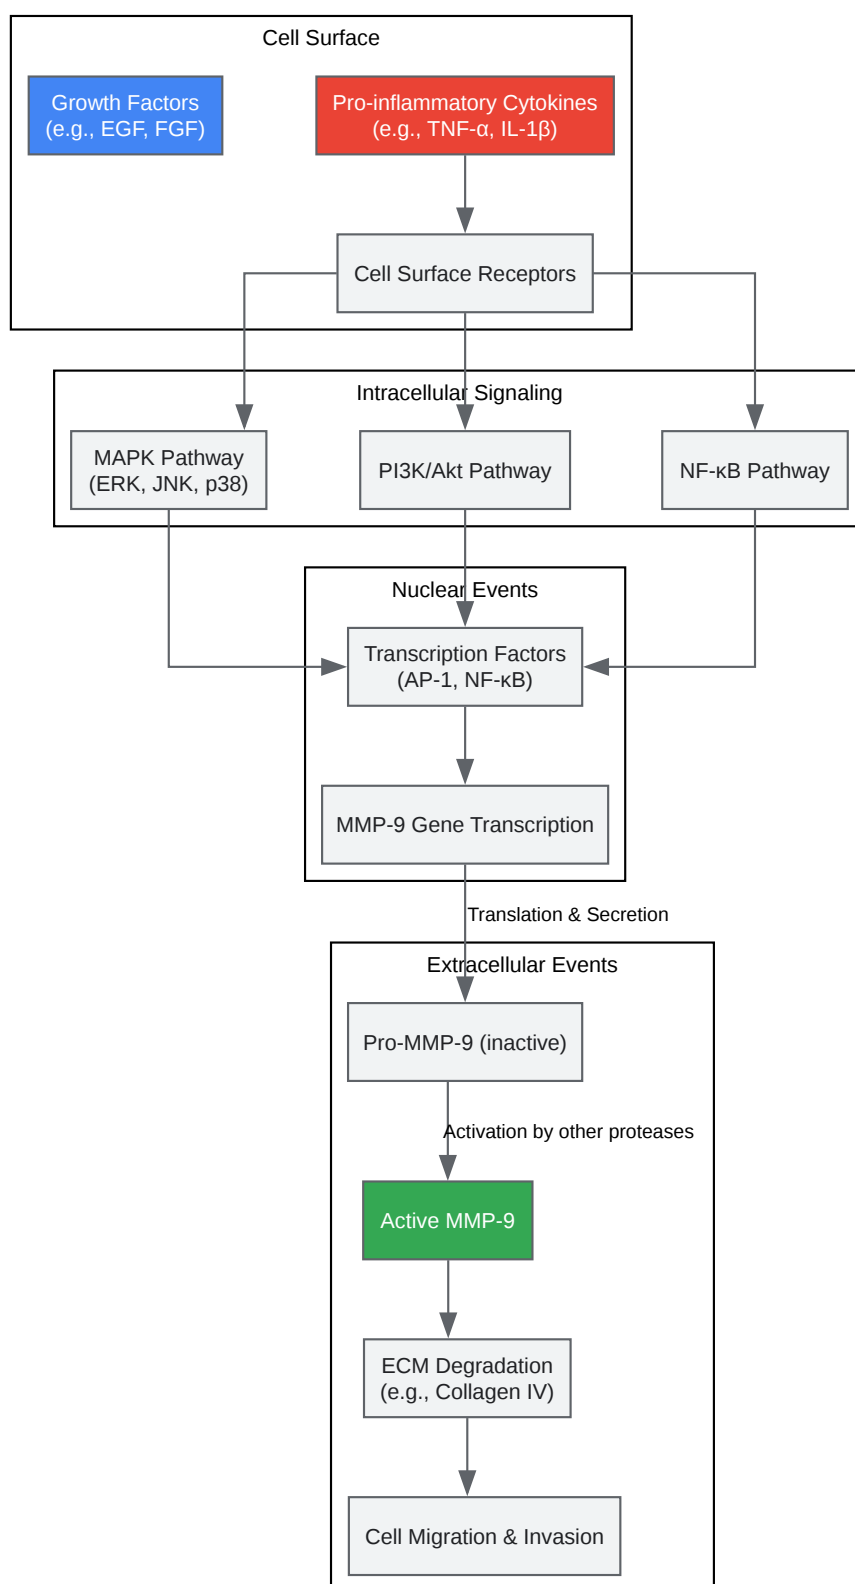 Cell Surface
Growth Factors
(e.g., EGF, FGF)
Pro-inflammatory Cytokines
(e.g., TNF-α, IL-1β)
Cell Surface Receptors
Intracellular Signaling
MAPK Pathway
(ERK, JNK, p38)
PI3K/Akt Pathway
NF-κB Pathway
Nuclear Events
Transcription Factors
(AP-1, NF-κB)
MMP-9 Gene Transcription
Translation & Secretion
Extracellular Events
Pro-MMP-9 (inactive)
Activation by other proteases
Active MMP-9
ECM Degradation
(e.g., Collagen IV)
Cell Migration & Invasion